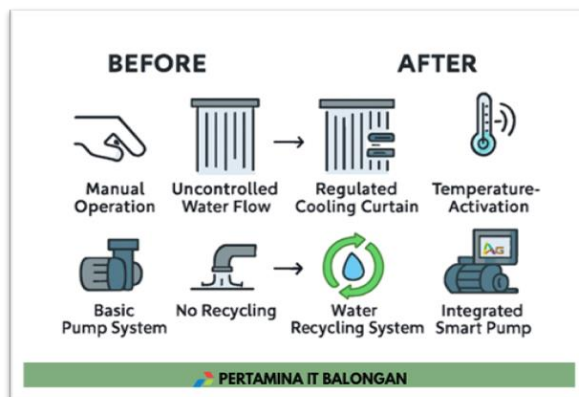 BEFORE AFTER
Manual Operation
Uncontrolled Water Flow
Regulated Cooling Curtain
Temperature-Activation
Basic Pump System
No Recycling
Water Recycling System
Integrated Smart Pump
PERTAMINA IT BALONGAN